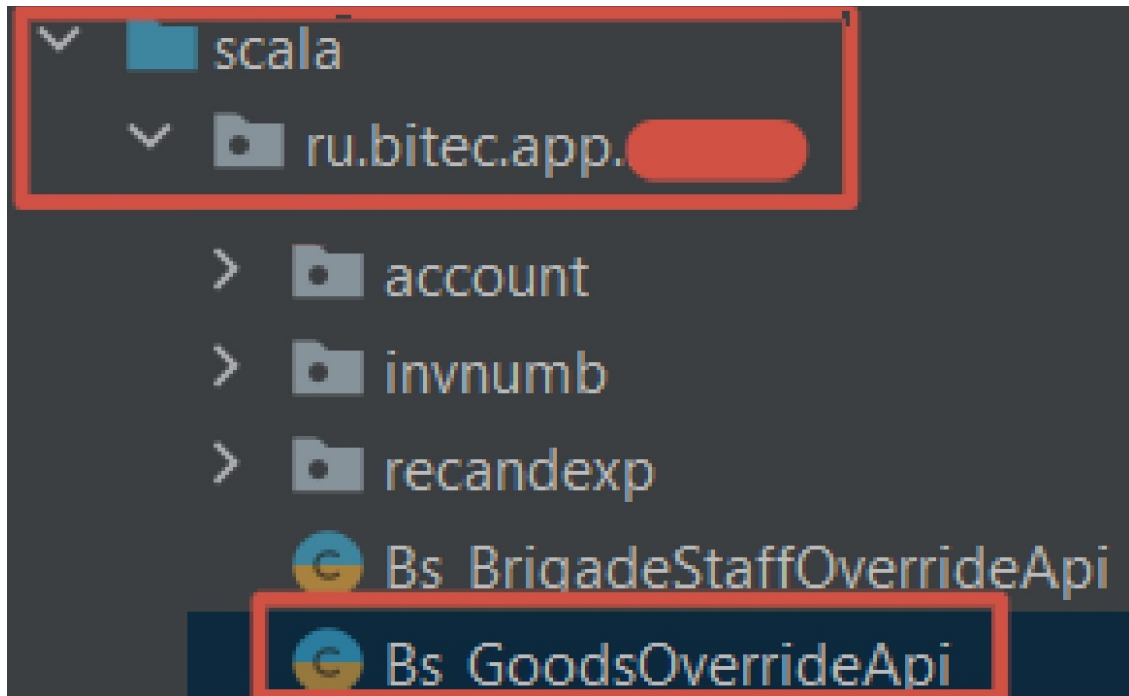 scala
ru.bitec.app.
account
invnumb
recandexp
Bs_BrigadeStaffOverrideApi
Bs_GoodsOverrideApi